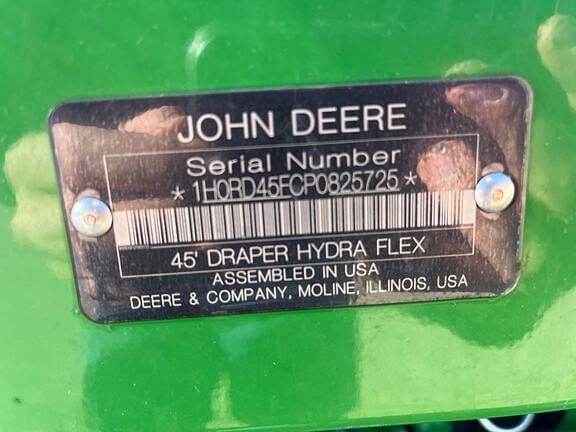 JOHN DEERE
Serial Number
*1H0RD45FCP0825725*
45' DRAPER HYDRA FLEX
ASSEMBLED IN USA
DEERE & COMPANY, MOLINE, ILLINOIS, USA